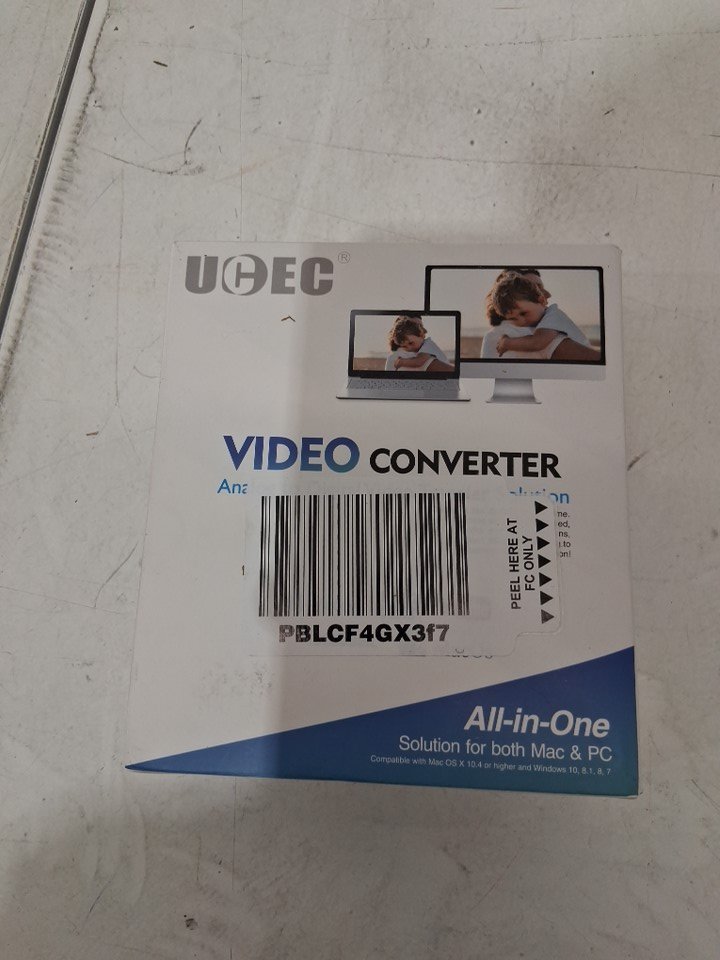 UCEC®
VIDEO CONVERTER
Ana
lution
me.
ed,
ns,
to
on!
PEEL HERE AT
FC ONLY
PBLCF4GX3f7
All-in-One
Solution for both Mac & PC
Compatible with Mac OS X 10.4 or higher and Windows 10, 8.1, 8, 7